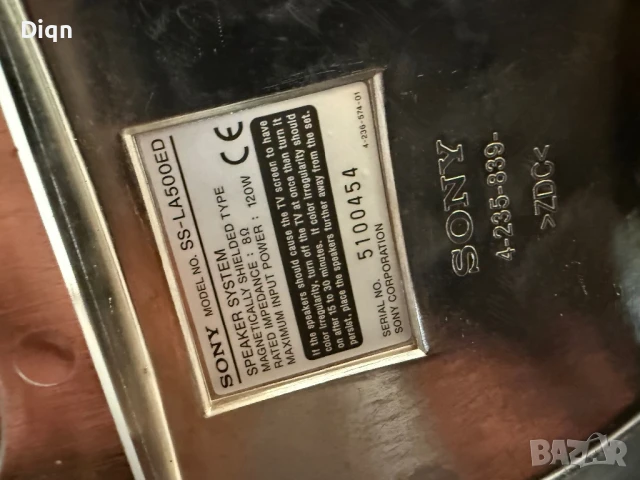 Diqn
SONY MODEL NO. SS-LA500ED
SPEAKER SYSTEM
MAGNETICALLY SHIELDED TYPE
RATED IMPEDANCE : 8Ω
MAXIMUM INPUT POWER : 120W
CE
If the speakers should cause the TV screen to have
color irregularity, turn off the TV at once then turn it
on after 15 to 30 minutes. If color irregularity should
persist, place the speakers further away from the set.
4-236-574-01
5100454
SERIAL NO.
SONY CORPORATION
SONY
4-235-839-
>ZDC<
BAZAR